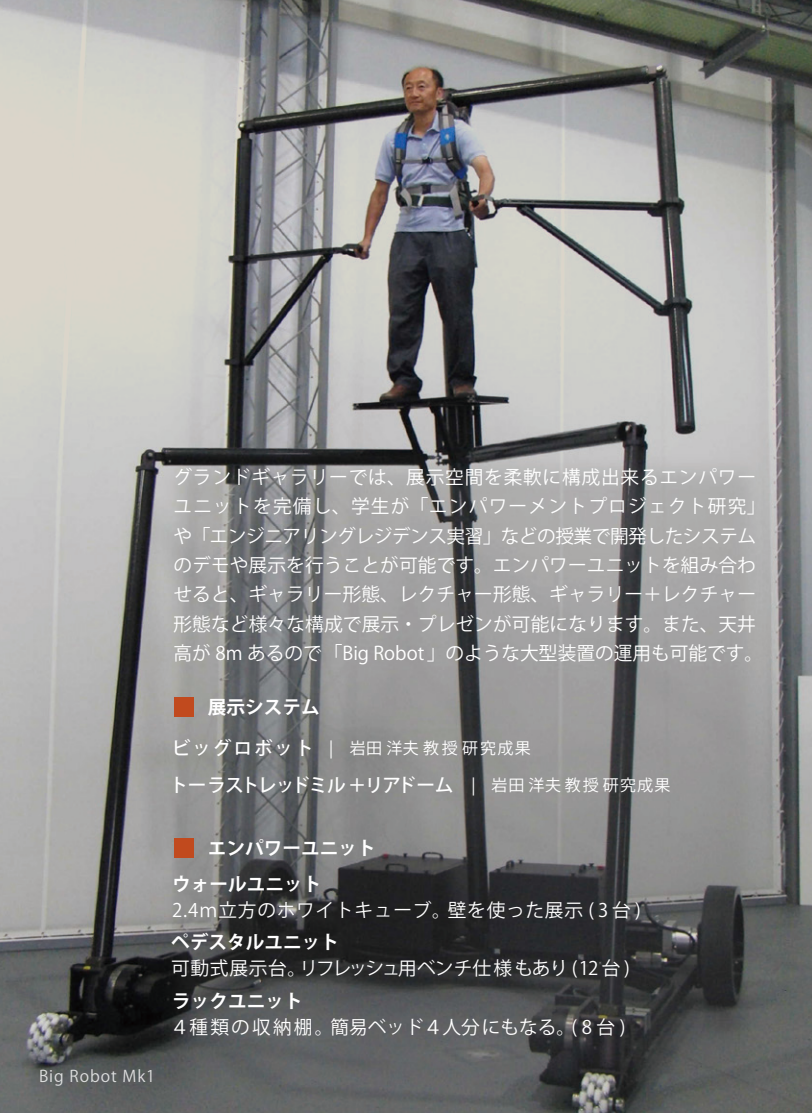 グランドギャラリーでは、展示空間を柔軟に構成出来るエンパワー
ユニットを完備し、学生が「エンパワーメントプロジェクト研究」
や「エンジニアリングレジデンス実習」などの授業で開発したシステム
のデモや展示を行うことが可能です。エンパワーユニットを組み合わ
せると、ギャラリー形態、レクチャー形態、ギャラリー＋レクチャー
形態など様々な構成で展示・プレゼンが可能になります。また、天井
高が 8m あるので「Big Robot」のような大型装置の運用も可能です。
展示システム
ビッグロボット | 岩田 洋夫 教授 研究成果
トーラストレッドミル＋リアドーム | 岩田 洋夫 教授 研究成果
エンパワーユニット
ウォールユニット
2.4m立方のホワイトキューブ。壁を使った展示 ( 3 台 )
ペデスタルユニット
可動式展示台。リフレッシュ用ベンチ仕様もあり (12 台 )
ラックユニット
4 種類の収納棚。簡易ベッド 4 人分にもなる。( 8 台 )
Big Robot Mk1